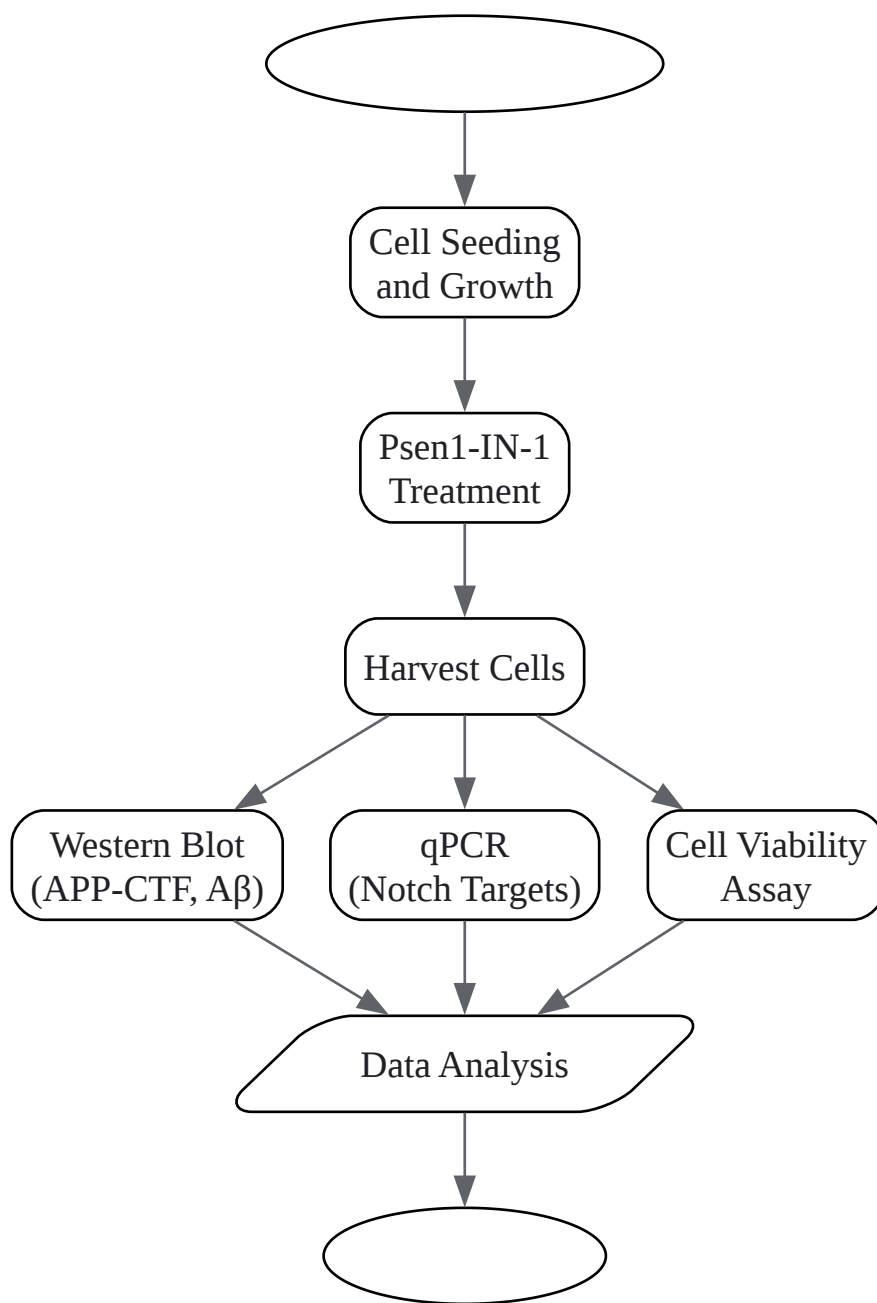 Cell Seeding
and Growth
Psen1-IN-1
Treatment
Harvest Cells
Western Blot
(APP-CTF, Aβ)
qPCR
(Notch Targets)
Cell Viability
Assay
Data Analysis